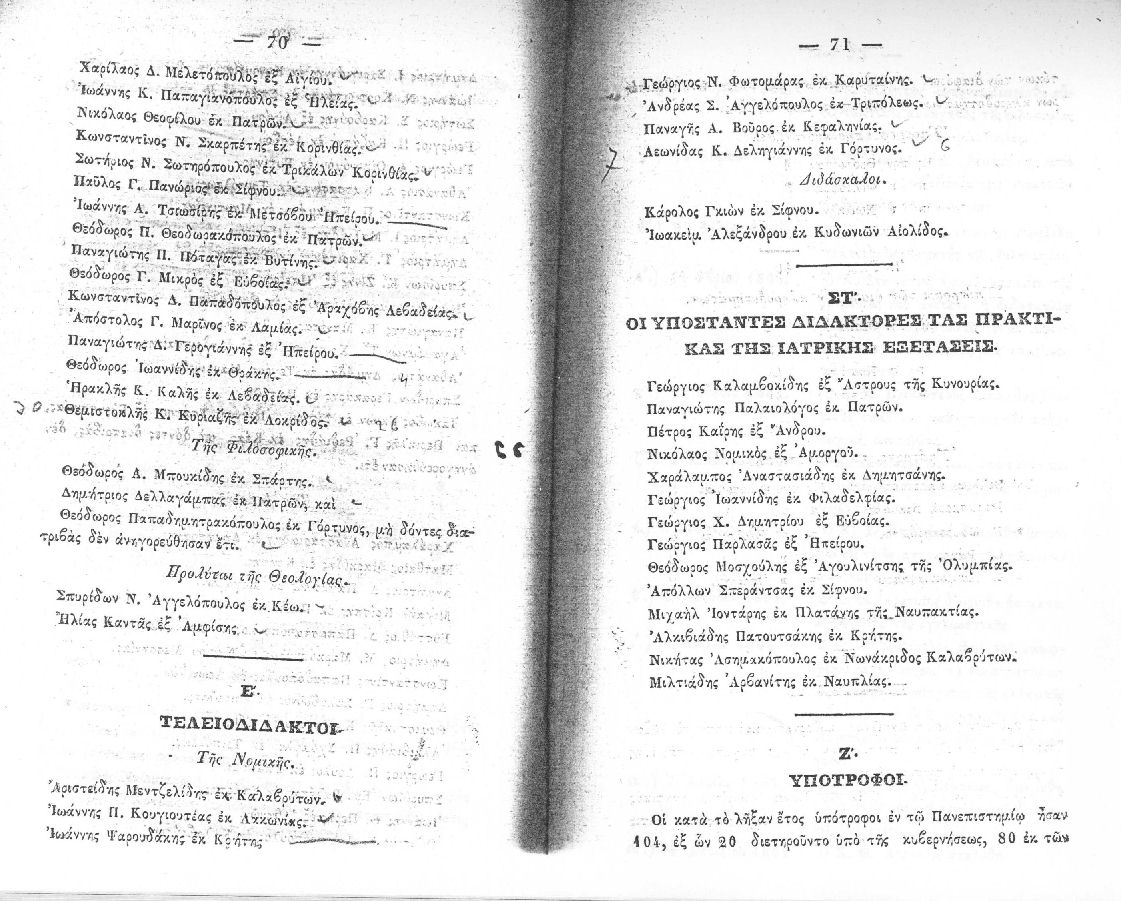 — 70 —
Χαρίλαος Δ. Μελετόπουλος ἐξ Αἰγίου.
Ἰωάννης Κ. Παπαγιανόπουλος ἐξ Ἠλείας.
Νικόλαος Θεοφίλου ἐκ Πατρῶν.
Κωνσταντῖνος Ν. Σκαρπέτης ἐκ Κορινθίας.
Σωτήριος Ν. Σωτηρόπουλος ἐκ Τρικάλων Κορινθίας.
Παῦλος Γ. Πανώριος ἐκ Σίφνου.
Ἰωάννης Α. Τσιωσίρης ἐκ Μετσόβου Ἠπείρου.
Θεόδωρος Π. Θεοδωρακόπουλος ἐκ Πατρῶν.
Παναγιώτης Π. Πόταγας ἐκ Βυτίνης.
Θεόδωρος Γ. Μικρὸς ἐξ Εὐβοίας.
Κωνσταντῖνος Δ. Παπαδόπουλος ἐξ Ἀραχόβης Λεβαδείας.
Ἀπόστολος Γ. Μαρῖνος ἐκ Λαμίας.
Παναγιώτης Δ. Γερογιάννης ἐξ Ἠπείρου.
Θεόδωρος Ἰωαννίδης ἐκ Θράκης.
Ἡρακλῆς Κ. Καλῆς ἐκ Λεβαδείας.
Θεμιστοκλῆς Κ. Κυριαζῆς ἐκ Λοκρίδος.
Τῆς Φιλοσοφικῆς.
Θεόδωρος Α. Μπουκίδης ἐκ Σπάρτης.
Δημήτριος Δελλαγάμπας ἐκ Πατρῶν, καὶ
Θεόδωρος Παπαδημητρακόπουλος ἐκ Γόρτυνος, μὴ δόντες δια-
τριβὰς δὲν ἀνηγορεύθησαν ἔτι.
Προλύται τῆς Θεολογίας.
Σπυρίδων Ν. Ἀγγελόπουλος ἐκ Κέω.
Ἠλίας Καντᾶς ἐξ Ἀμφίσης.
Ε'.
ΤΕΛΕΙΟΔΙΔΑΚΤΟΙ.
Τῆς Νομικῆς.
Ἀριστείδης Μεντζελίδης ἐκ Καλαβρύτων.
Ἰωάννης Π. Κουγιουτέας ἐκ Λακωνίας.
Ἰωάννης Ψαρουδάκης ἐκ Κρήτης
— 71 —
Γεώργιος Ν. Φωτομάρας ἐκ Καρυταίνης.
Ἀνδρέας Σ. Ἀγγελόπουλος ἐκ Τριπόλεως.
Παναγῆς Α. Βοῦρος ἐκ Κεφαληνίας.
7 Λεωνίδας Κ. Δεληγιάννης ἐκ Γόρτυνος. 6
Διδάσκαλοι.
Κάρολος Γκιὼν ἐκ Σίφνου.
Ἰωακεὶμ Ἀλεξάνδρου ἐκ Κυδωνιῶν Αἰολίδος.
ΣΤ'.
ΟΙ ΥΠΟΣΤΑΝΤΕΣ ΔΙΔΑΚΤΟΡΕΣ ΤΑΣ ΠΡΑΚΤΙ-
ΚΑΣ ΤΗΣ ΙΑΤΡΙΚΗΣ ΕΞΕΤΑΣΕΙΣ.
Γεώργιος Καλαμβοκίδης ἐξ Ἄστρους τῆς Κυνουρίας.
Παναγιώτης Παλαιολόγος ἐκ Πατρῶν.
Πέτρος Καΐρης ἐξ Ἄνδρου.
Νικόλαος Νομικὸς ἐξ Ἀμοργοῦ.
Χαράλαμπος Ἀναστασιάδης ἐκ Δημητσάνης.
Γεώργιος Ἰωαννίδης ἐκ Φιλαδελφίας.
Γεώργιος Χ. Δημητρίου ἐξ Εὐβοίας.
Γεώργιος Παρλασᾶς ἐξ Ἠπείρου.
Θεόδωρος Μοσχούλης ἐξ Ἀγουλινίτσης τῆς Ὀλυμπίας.
Ἀπόλλων Σπεράντσας ἐκ Σίφνου.
Μιχαὴλ Ἰοντάρης ἐκ Πλατάνης τῆς Ναυπακτίας.
Ἀλκιβιάδης Πατουτσάκης ἐκ Κρήτης.
Νικήτας Ἀσημακόπουλος ἐκ Νωνάκριδος Καλαβρύτων.
Μιλτιάδης Ἀρβανίτης ἐκ Ναυπλίας.
Ζ'.
ΥΠΟΤΡΟΦΟΙ.
Οἱ κατὰ τὸ λῆξαν ἔτος ὑπότροφοι ἐν τῷ Πανεπιστημίῳ ἦσαν
104, ἐξ ὧν 20 διετηροῦντο ὑπὸ τῆς κυβερνήσεως, 80 ἐκ τῶν